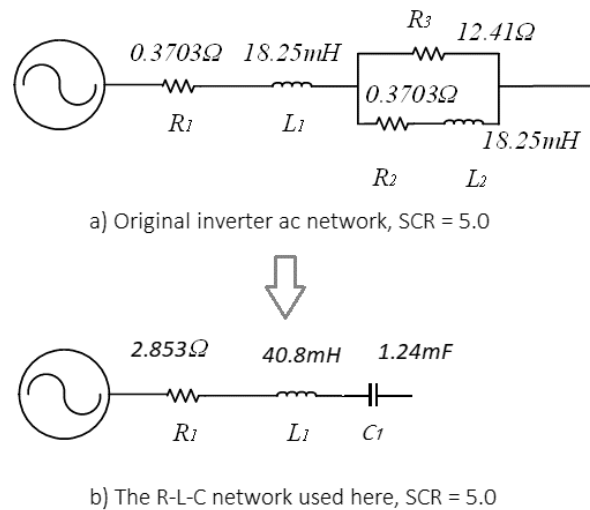 R3 12.41Ω
0.3703Ω 18.25mH
0.3703Ω
R1 L1
18.25mH
R2 L2
a) Original inverter ac network, SCR = 5.0
2.853Ω 40.8mH 1.24mF
R1 L1 C1
b) The R-L-C network used here, SCR = 5.0